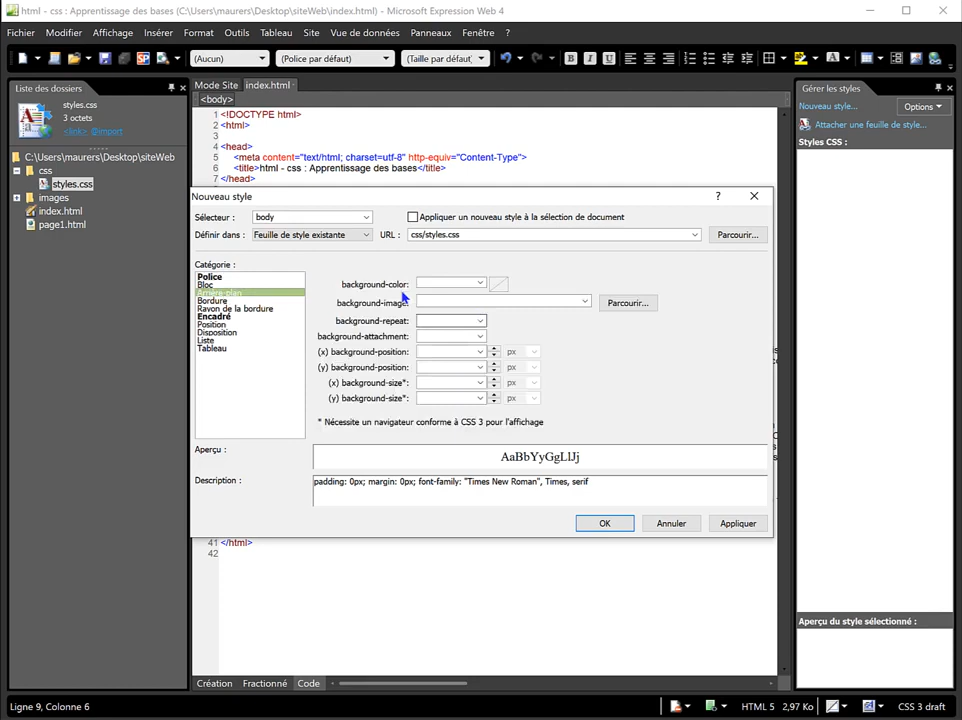 html - css : Apprentissage des bases (C:\Users\maurers\Desktop\siteWeb\index.html) - Microsoft Expression Web 4
Fichier Modifier Affichage Insérer Format Outils Tableau Site Vue de données Panneaux Fenêtre ?
(Aucun) (Police par défaut) (Taille par défaut) B I U A
Liste des dossiers
styles.css
3 octets
<link> @import
C:\Users\maurers\Desktop\siteWeb
css
styles.css
images
index.html
page1.html
Mode Site index.html
<body>
1 <!DOCTYPE html>
2 <html>
3
4 <head>
5 <meta content="text/html; charset=utf-8" http-equiv="Content-Type">
6 <title>html - css : Apprentissage des bases</title>
7 </head>
Nouveau style ?
Sélecteur : body Appliquer un nouveau style à la sélection de document
Définir dans : Feuille de style existante URL : css/styles.css Parcourir...
Catégorie :
Police
Bloc
Arrière-plan
Bordure
Rayon de la bordure
Encadré
Position
Disposition
Liste
Tableau
background-color:
background-image: Parcourir...
background-repeat:
background-attachment:
(x) background-position: px
(y) background-position: px
(x) background-size*: px
(y) background-size*: px
* Nécessite un navigateur conforme à CSS 3 pour l'affichage
Aperçu : AaBbYyGgLlJj
Description : padding: 0px; margin: 0px; font-family: "Times New Roman", Times, serif
OK Annuler Appliquer
41 </html>
42
Création Fractionné Code
Gérer les styles
Nouveau style... Options
Attacher une feuille de style...
Styles CSS :
Aperçu du style sélectionné :
Ligne 9, Colonne 6 HTML 5 2,97 Ko CSS 3 draft